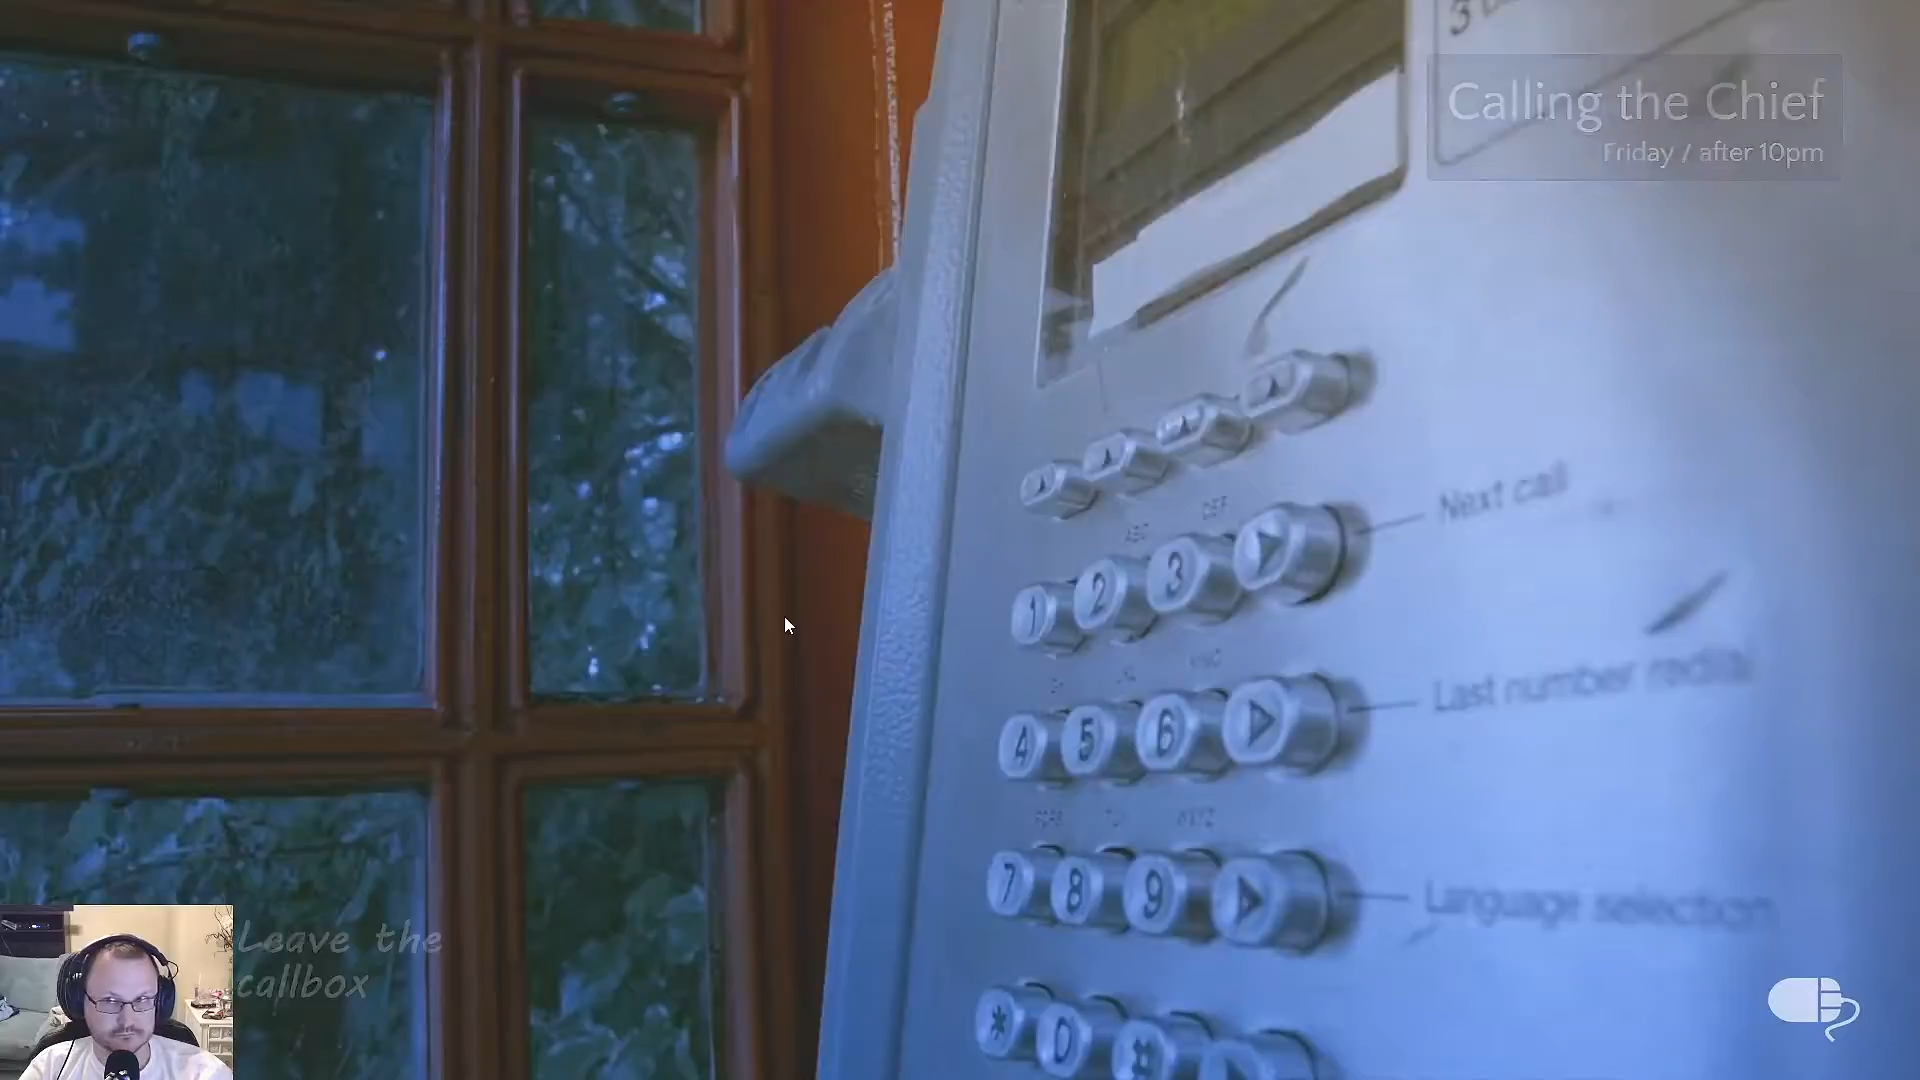 3
Calling the Chief
Friday / after 10pm
ABC DEF
1 2 3
Next call
4 5 6
Last number redial
7 8 9
Language selection
Leave the
callbox
* 0 #